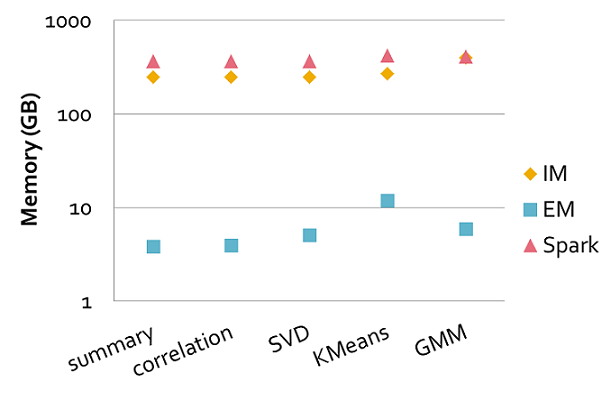 1000
100
10
1
Memory (GB)
summary
correlation
SVD
KMeans
GMM
IM
EM
Spark